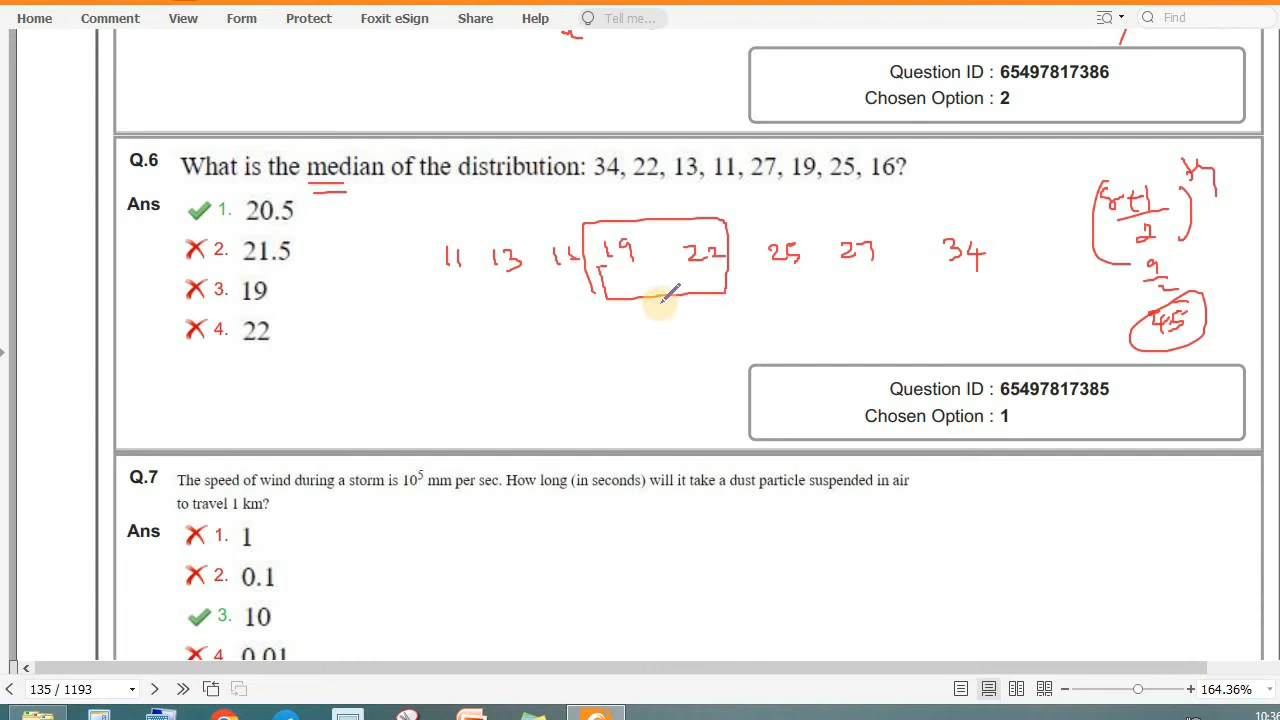 Home Comment View Form Protect Foxit eSign Share Help Tell me... Find
Question ID : 65497817386
Chosen Option : 2
Q.6 What is the median of the distribution: 34, 22, 13, 11, 27, 19, 25, 16?
Ans 1. 20.5
2. 21.5
3. 19
4. 22
11 13 16 19 22 25 27 34
8+1
2
9
2
4.5
Question ID : 65497817385
Chosen Option : 1
Q.7 The speed of wind during a storm is 10⁵ mm per sec. How long (in seconds) will it take a dust particle suspended in air
to travel 1 km?
Ans 1. 1
2. 0.1
3. 10
4. 0.01
135 / 1193 164.36%